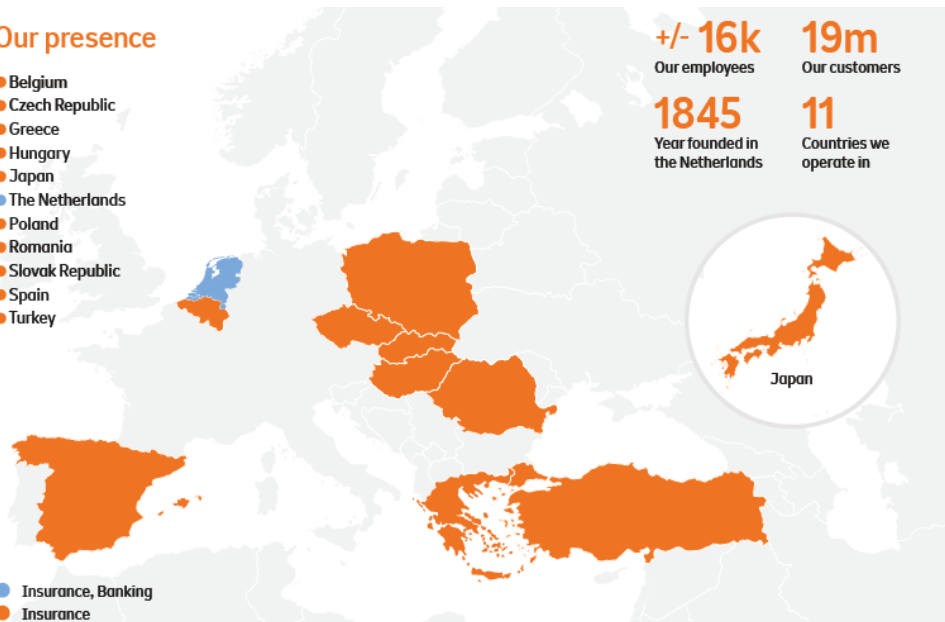 Our presence
Belgium
Czech Republic
Greece
Hungary
Japan
The Netherlands
Poland
Romania
Slovak Republic
Spain
Turkey
+/- 16k
Our employees
19m
Our customers
1845
Year founded in
the Netherlands
11
Countries we
operate in
Japan
Insurance, Banking
Insurance